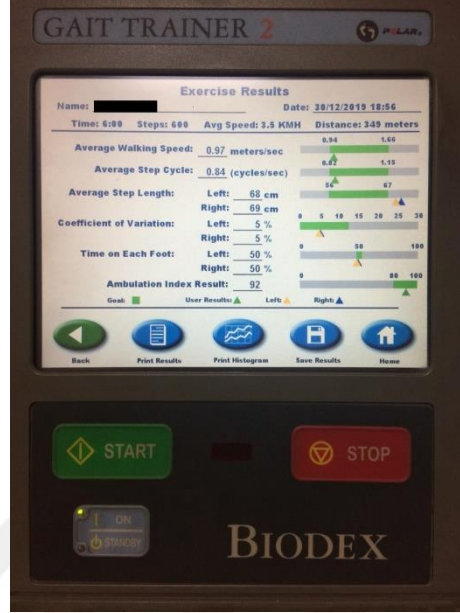 GAIT TRAINER 2 POLAR
Exercise Results
Name: Date: 30/12/2019 18:56
Time: 6:00 Steps: 600 Avg Speed: 3.5 KMH Distance: 349 meters
0.94 1.66
Average Walking Speed: 0.97 meters/sec
0.82 1.15
Average Step Cycle: 0.84 (cycles/sec)
56 67
Average Step Length: Left: 68 cm
Right: 69 cm
0 5 10 15 20 25 30
Coefficient of Variation: Left: 5 %
Right: 5 %
0 50 100
Time on Each Foot: Left: 50 %
Right: 50 %
0 80 100
Ambulation Index Result: 92
Goal: User Results: Left: Right:
Back Print Results Print Histogram Save Results Home
START STOP
ON
STANDBY
BIODEX